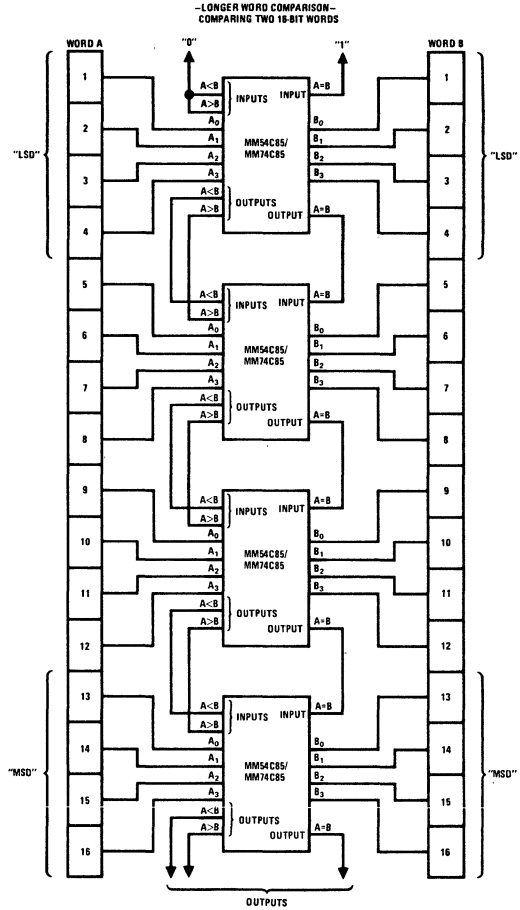 –LONGER WORD COMPARISON–
COMPARING TWO 16-BIT WORDS
WORD A "0" "1" WORD B
1 A<B INPUTS INPUT A=B 1
A>B
A0 B0
2 A1 MM54C85/ B1 2
"LSD" A2 MM74C85 B2 "LSD"
3 A3 B3 3
A<B OUTPUTS
4 A>B OUTPUT A=B 4
5 A<B INPUTS INPUT A=B 5
A>B
A0 B0
6 A1 MM54C85/ B1 6
A2 MM74C85 B2
7 A3 B3 7
A<B OUTPUTS
8 A>B OUTPUT A=B 8
9 A<B INPUTS INPUT A=B 9
A>B
A0 B0
10 A1 MM54C85/ B1 10
A2 MM74C85 B2
11 A3 B3 11
A<B OUTPUTS
12 A>B OUTPUT A=B 12
13 A<B INPUTS INPUT A=B 13
A>B
A0 B0
14 A1 MM54C85/ B1 14
"MSD" A2 MM74C85 B2 "MSD"
15 A3 B3 15
A<B OUTPUTS
16 A>B OUTPUT A=B 16
OUTPUTS